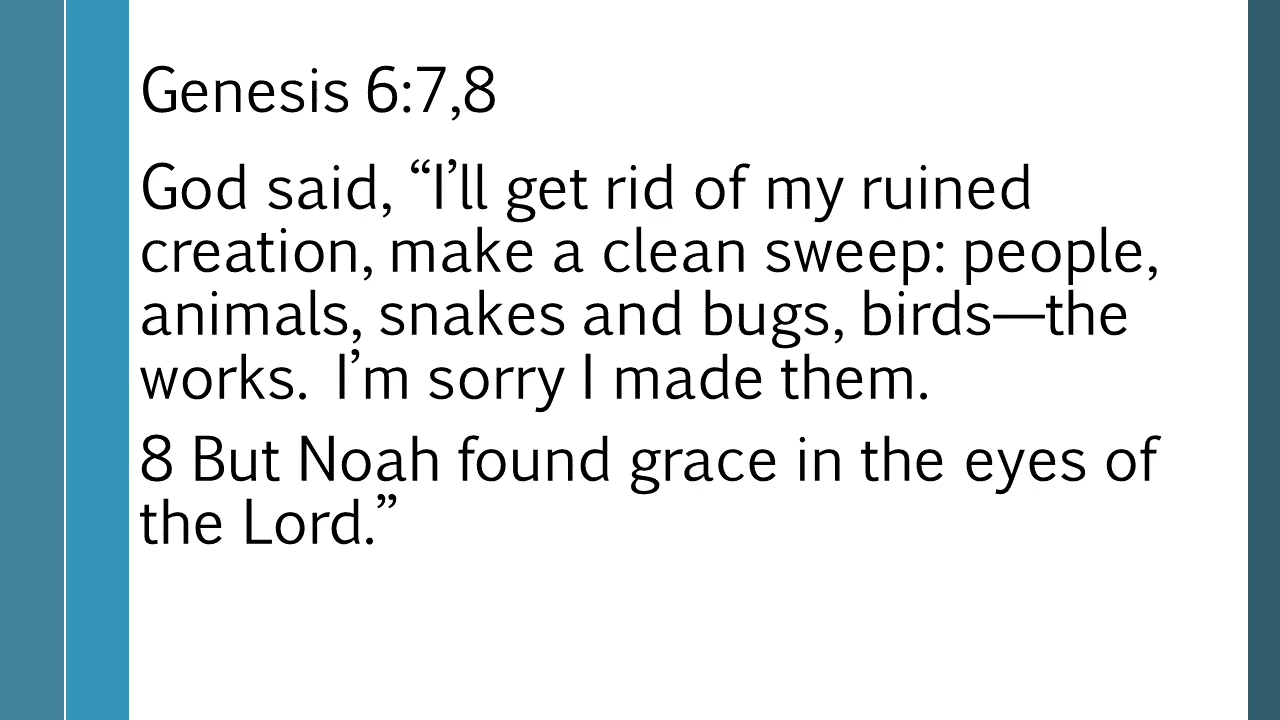 Genesis 6:7,8
God said, “I’ll get rid of my ruined
creation, make a clean sweep: people,
animals, snakes and bugs, birds—the
works. I’m sorry I made them.
8 But Noah found grace in the eyes of
the Lord.”